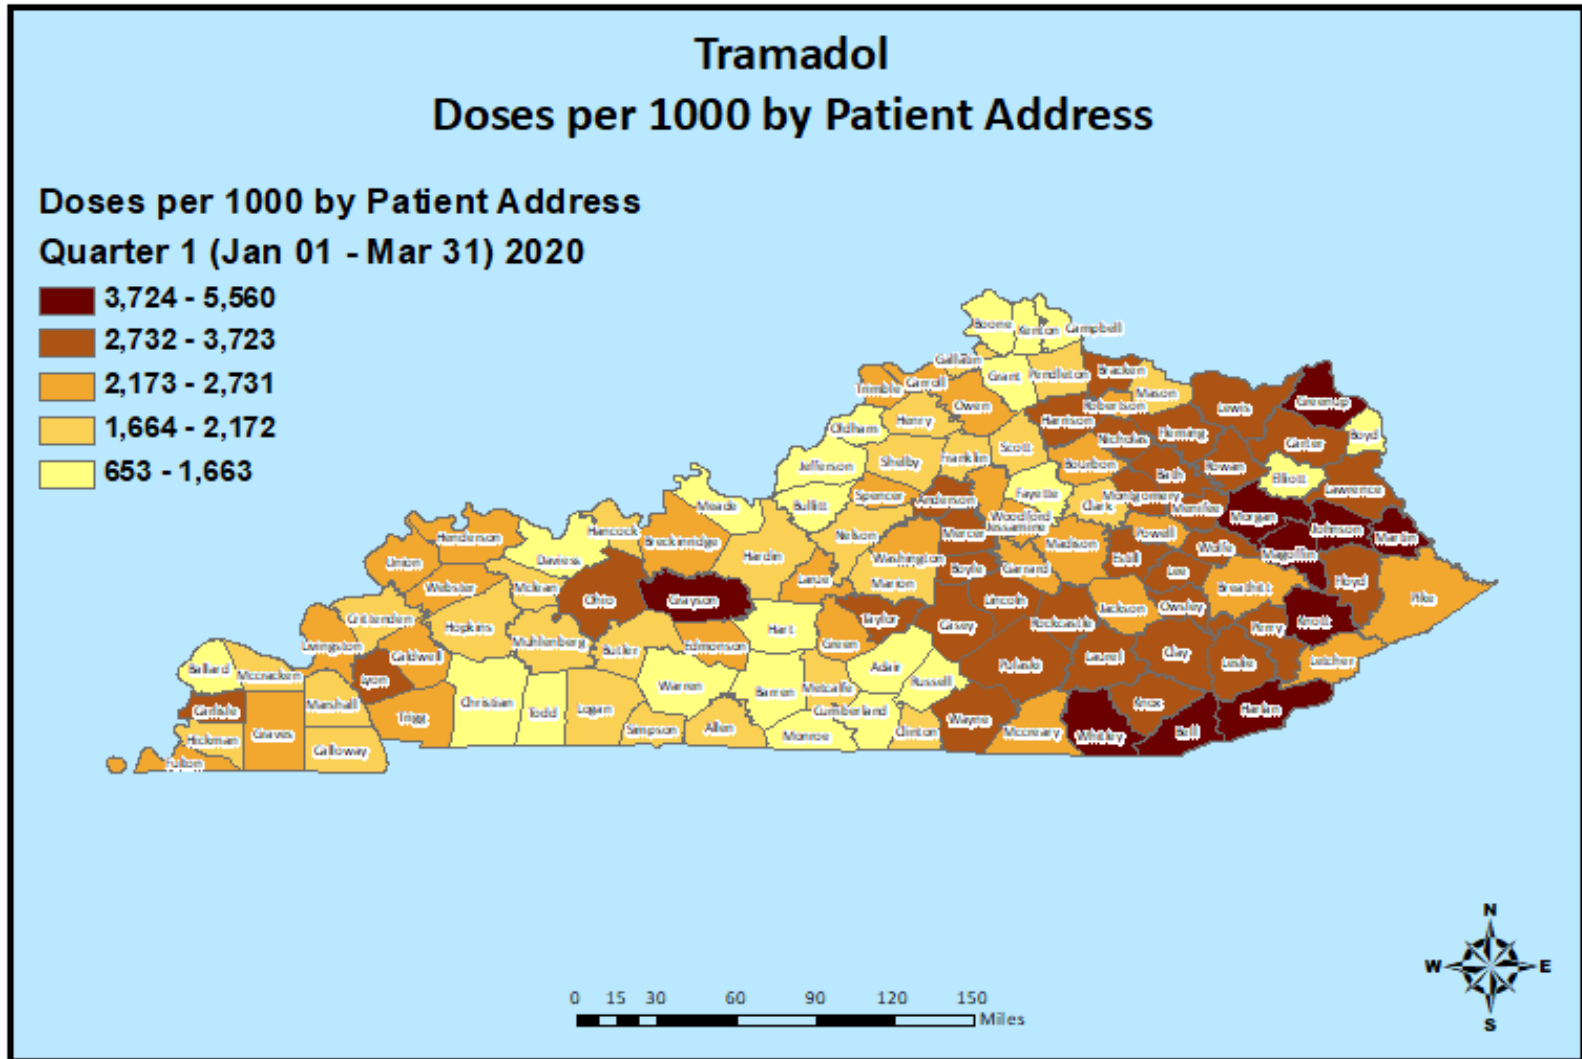 Tramadol
Doses per 1000 by Patient Address
Doses per 1000 by Patient Address
Quarter 1 (Jan 01 - Mar 31) 2020
3,724 - 5,560
2,732 - 3,723
2,173 - 2,731
1,664 - 2,172
653 - 1,663
Boone
Kenton
Campbell
Gallatin
Grant
Pendleton
Bracken
Mason
Trimble
Carroll
Owen
Robertson
Lewis
Greenup
Oldham
Henry
Harrison
Nicholas
Fleming
Carter
Boyd
Jefferson
Shelby
Franklin
Scott
Bourbon
Bath
Rowan
Elliott
Lawrence
Meade
Bullitt
Spencer
Anderson
Fayette
Clark
Montgomery
Menifee
Morgan
Johnson
Martin
Henderson
Hancock
Breckinridge
Nelson
Mercer
Woodford
Jessamine
Madison
Powell
Magoffin
Union
Daviess
Hardin
Washington
Boyle
Garrard
Estill
Wolfe
Lee
Floyd
Webster
Mclean
Ohio
Grayson
Larue
Marion
Lincoln
Jackson
Owsley
Breathitt
Pike
Crittenden
Hopkins
Muhlenberg
Butler
Edmonson
Hart
Green
Taylor
Casey
Rockcastle
Perry
Knott
Livingston
Caldwell
Lyon
Ballard
Mccracken
Warren
Barren
Metcalfe
Adair
Russell
Pulaski
Laurel
Clay
Leslie
Letcher
Carlisle
Marshall
Trigg
Christian
Todd
Logan
Simpson
Allen
Monroe
Cumberland
Clinton
Wayne
Mccreary
Whitley
Knox
Bell
Harlan
Hickman
Graves
Calloway
Fulton
0 15 30 60 90 120 150
Miles
N
W E
S